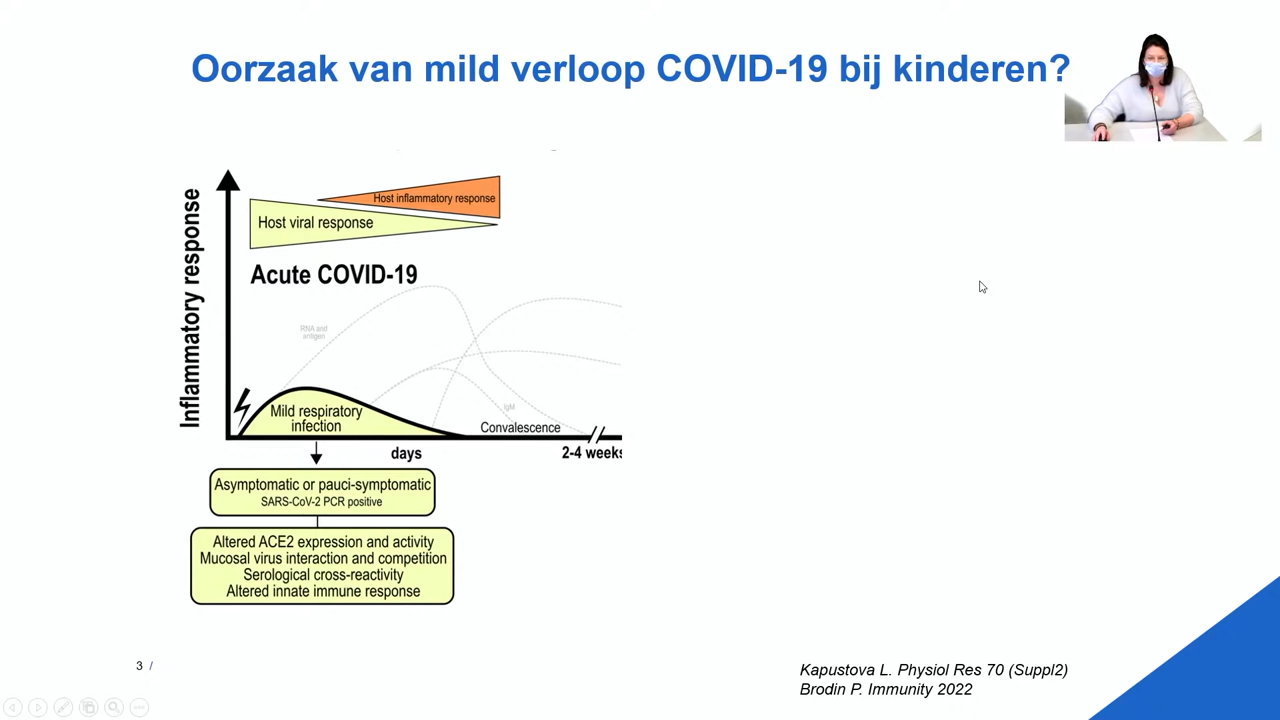 Oorzaak van mild verloop COVID-19 bij kinderen?
Inflammatory response
Host inflammatory response
Host viral response
Acute COVID-19
RNA and
antigen
IgM
Mild respiratory
infection
Convalescence
days
2-4 weeks
Asymptomatic or pauci-symptomatic
SARS-CoV-2 PCR positive
Altered ACE2 expression and activity
Mucosal virus interaction and competition
Serological cross-reactivity
Altered innate immune response
3 /
Kapustova L. Physiol Res 70 (Suppl2)
Brodin P. Immunity 2022